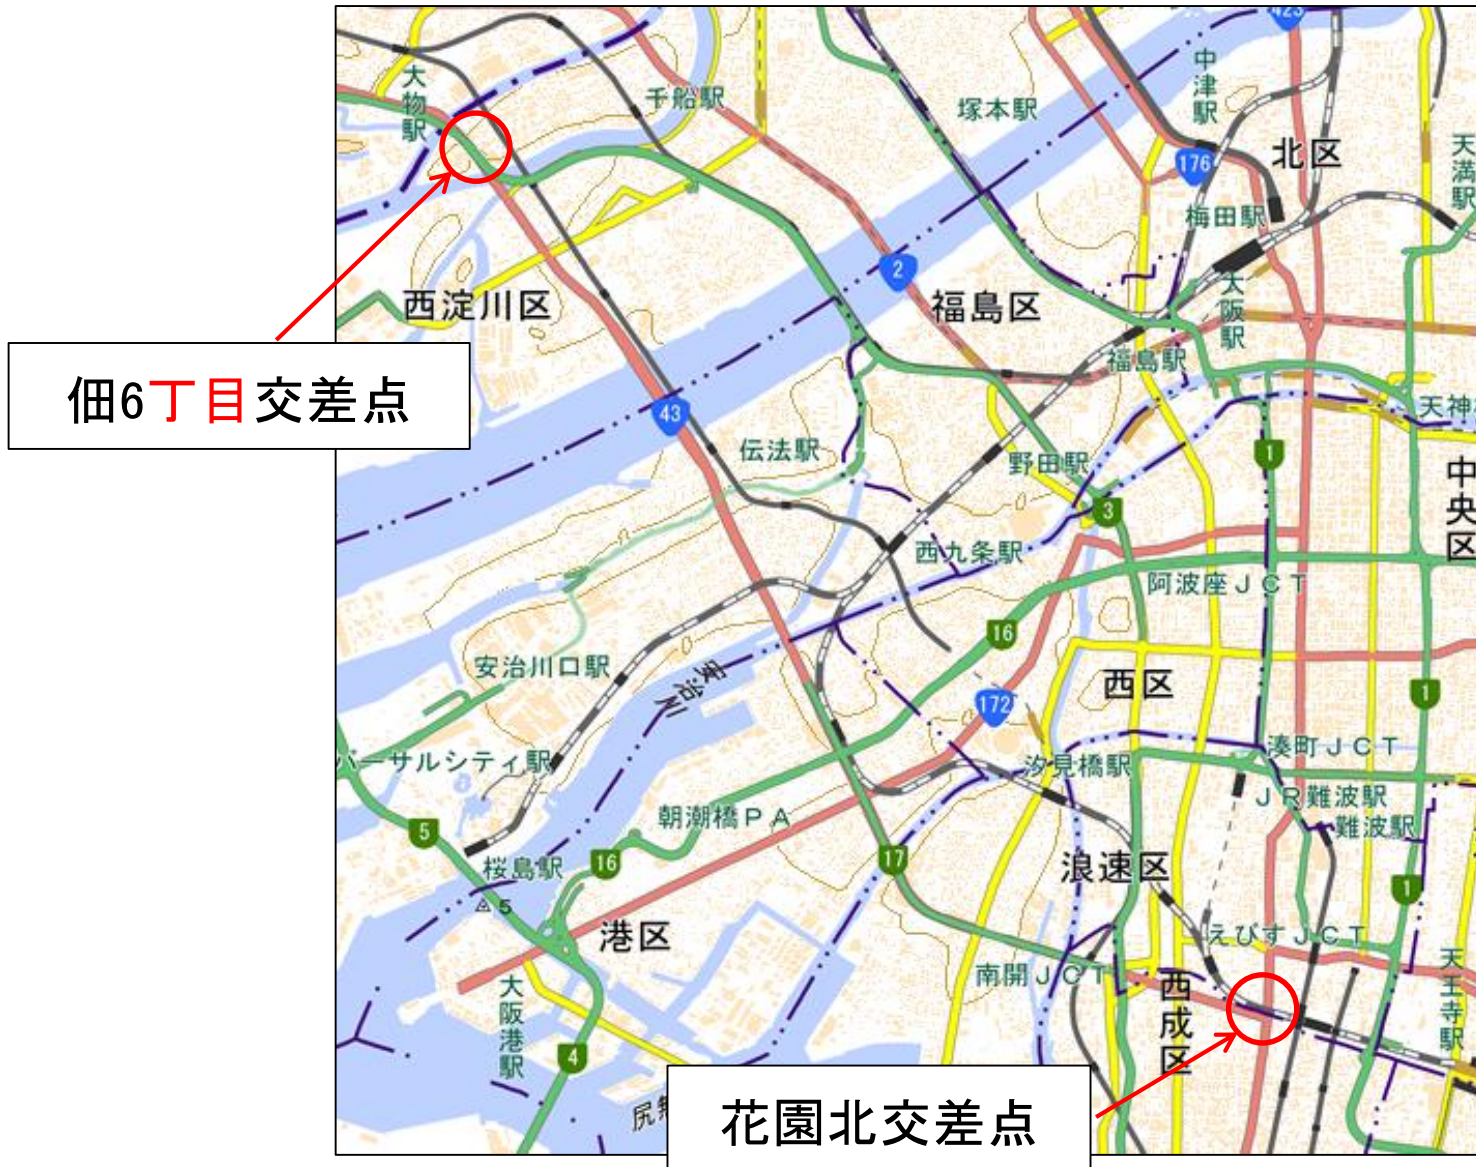 423
大物駅
千船駅
塚本駅
中津駅
176
北区
天満駅
梅田駅
2
西淀川区
福島区
大阪駅
佃6丁目交差点
福島駅
43
天神
伝法駅
野田駅
1
中央区
3
西九条駅
阿波座JCT
16
安治川口駅
安治川
西区
172
1
バーサルシティ駅
汐見橋駅
湊町JCT
JR難波駅
朝潮橋PA
難波駅
5
16
17
桜島駅
浪速区
1
5
港区
えびすJCT
南開JCT
大阪港駅
西成区
天王寺駅
4
尻無
花園北交差点